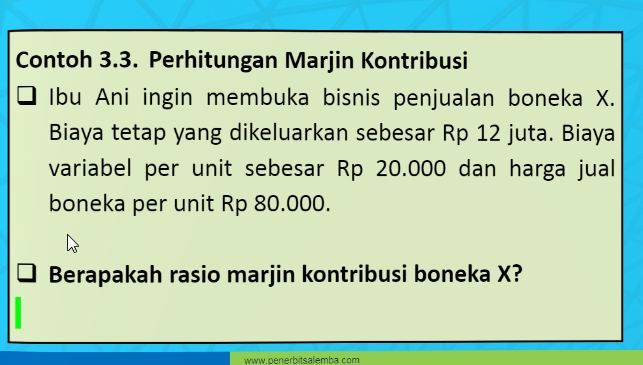 Contoh 3.3. Perhitungan Marjin Kontribusi
❑ Ibu Ani ingin membuka bisnis penjualan boneka X.
Biaya tetap yang dikeluarkan sebesar Rp 12 juta. Biaya
variabel per unit sebesar Rp 20.000 dan harga jual
boneka per unit Rp 80.000.
❑ Berapakah rasio marjin kontribusi boneka X?
www.penerbitsalemba.com